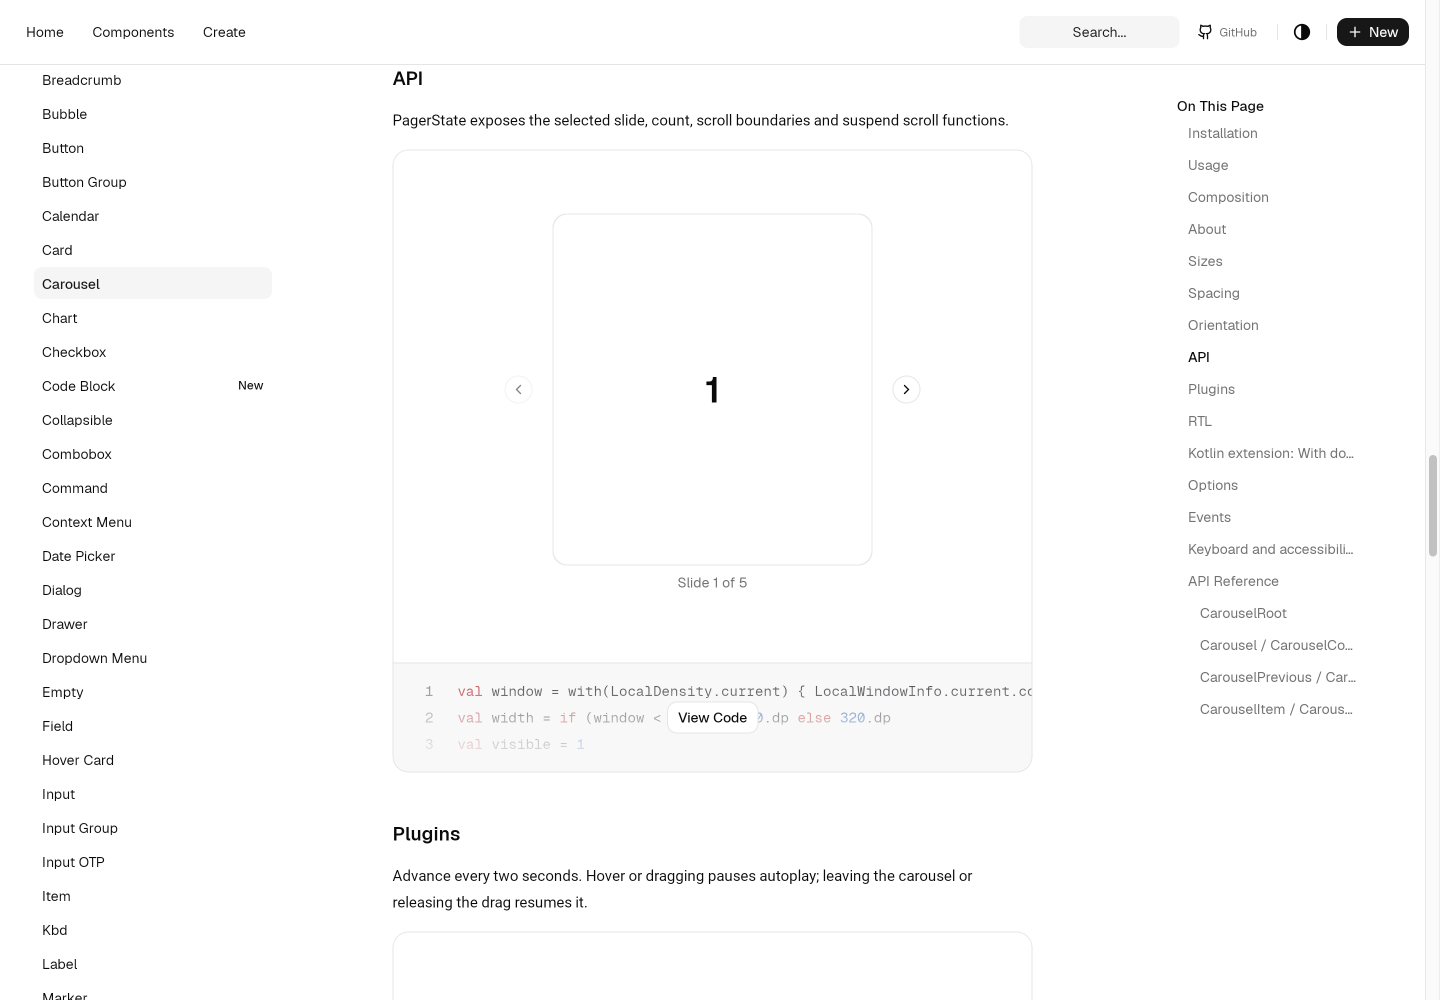 Home
Components
Create
Search...
GitHub
New
Breadcrumb
Bubble
Button
Button Group
Calendar
Card
Carousel
Chart
Checkbox
Code Block New
Collapsible
Combobox
Command
Context Menu
Date Picker
Dialog
Drawer
Dropdown Menu
Empty
Field
Hover Card
Input
Input Group
Input OTP
Item
Kbd
Label
Marker
API
PagerState exposes the selected slide, count, scroll boundaries and suspend scroll functions.
1
Slide 1 of 5
1 val window = with(LocalDensity.current) { LocalWindowInfo.current.co
2 val width = if (window < 0.dp else 320.dp
View Code
3 val visible = 1
Plugins
Advance every two seconds. Hover or dragging pauses autoplay; leaving the carousel or
releasing the drag resumes it.
On This Page
Installation
Usage
Composition
About
Sizes
Spacing
Orientation
API
Plugins
RTL
Kotlin extension: With do...
Options
Events
Keyboard and accessibili...
API Reference
CarouselRoot
Carousel / CarouselCo...
CarouselPrevious / Car...
CarouselItem / Carous...